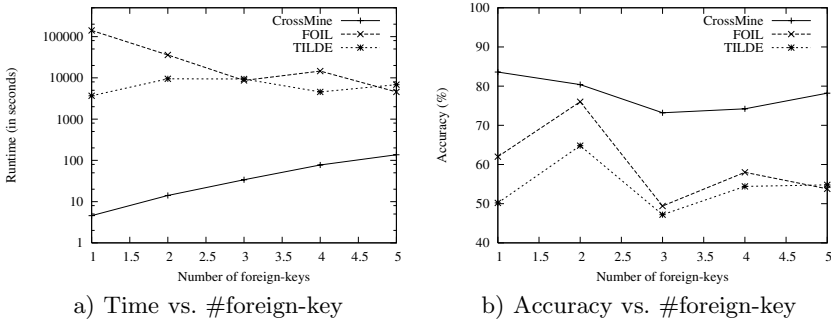 CrossMine
FOIL
TILDE
100000
10000
1000
100
10
1
Runtime (in seconds)
1 1.5 2 2.5 3 3.5 4 4.5 5
Number of foreign-keys
a) Time vs. #foreign-key
CrossMine
FOIL
TILDE
100
90
80
70
60
50
40
Accuracy (%)
1 1.5 2 2.5 3 3.5 4 4.5 5
Number of foreign-keys
b) Accuracy vs. #foreign-key